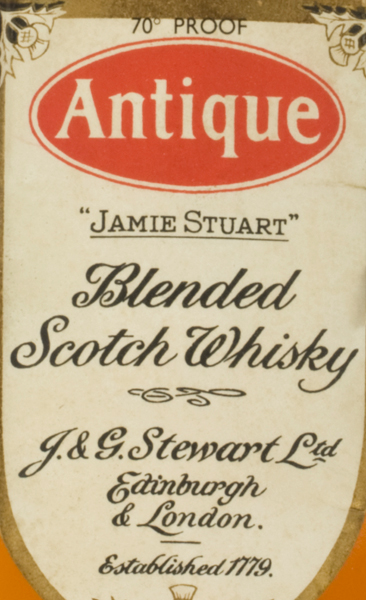 70° PROOF
Antique
"JAMIE STUART"
Blended
Scotch Whisky
J. & G. Stewart Ltd
Edinburgh
& London.
Established 1779.